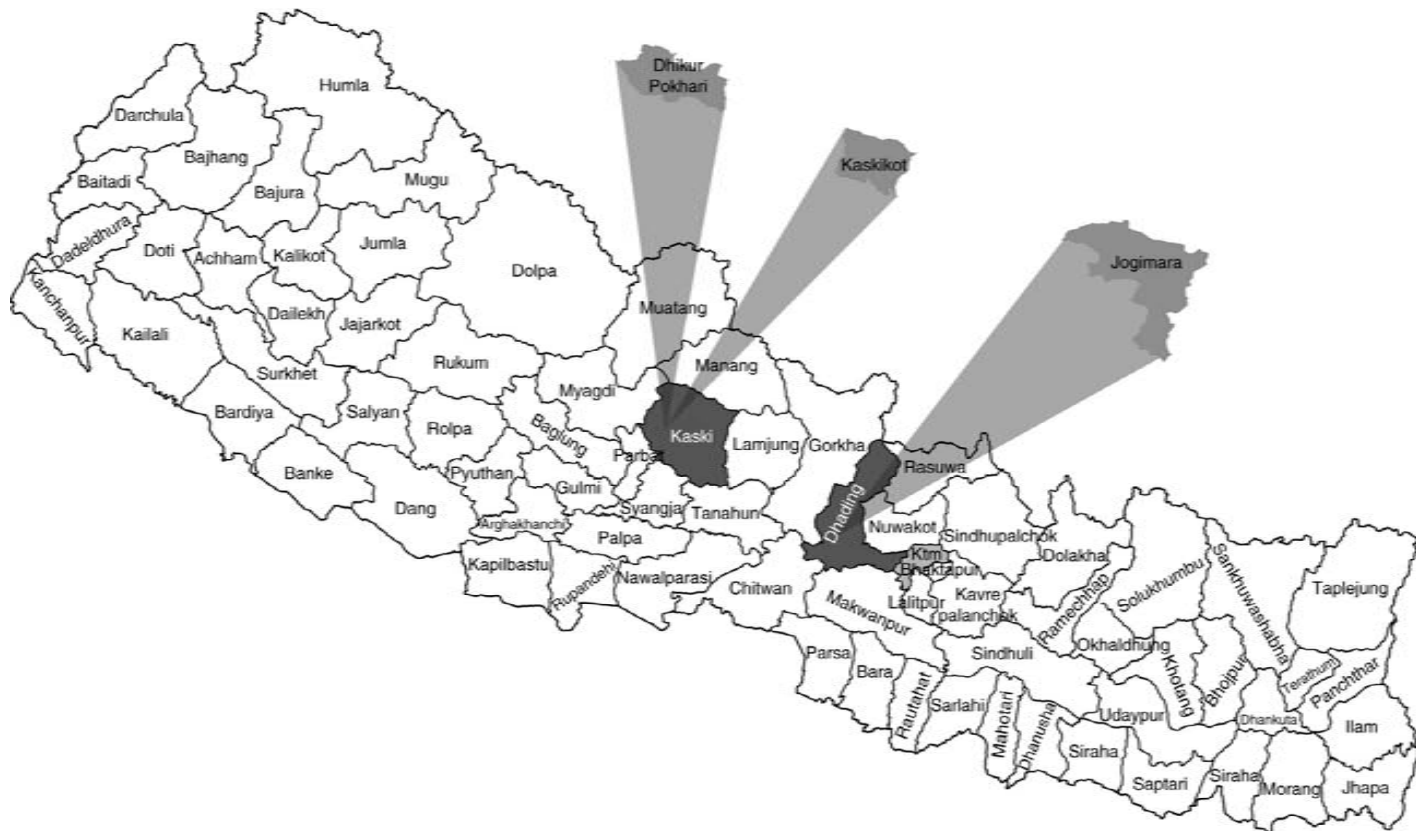 Humla
Dhikur
Pokhari
Darchula
Bajhang
Kaskikot
Baitadi
Bajura
Mugu
Dadeldhura
Doti
Achham
Kalikot
Jumla
Jogimara
Kanchanpur
Dolpa
Kailali
Dailekh
Jajarkot
Muatang
Surkhet
Rukum
Manang
Myagdi
Bardiya
Salyan
Rolpa
Baglung
Parbat
Kaski
Lamjung
Gorkha
Banke
Pyuthan
Rasuwa
Dang
Gulmi
Syangja
Tanahun
Dhading
Nuwakot
Sindhupalchok
Arghakhanchi
Palpa
Ktm
Dolakha
Kapilbastu
Rupandehi
Nawalparasi
Chitwan
Bhaktapur
Lalitpur
Kavre
palanchok
Makwanpur
Ramechhap
Solukhumbu
Sankhuwashabha
Taplejung
Parsa
Bara
Sindhuli
Okhaldhung
Khotang
Bhojpur
Terathum
Panchthar
Rautahat
Sarlahi
Mahotari
Dhanusha
Udaypur
Dhankuta
Ilam
Siraha
Saptari
Siraha
Morang
Jhapa